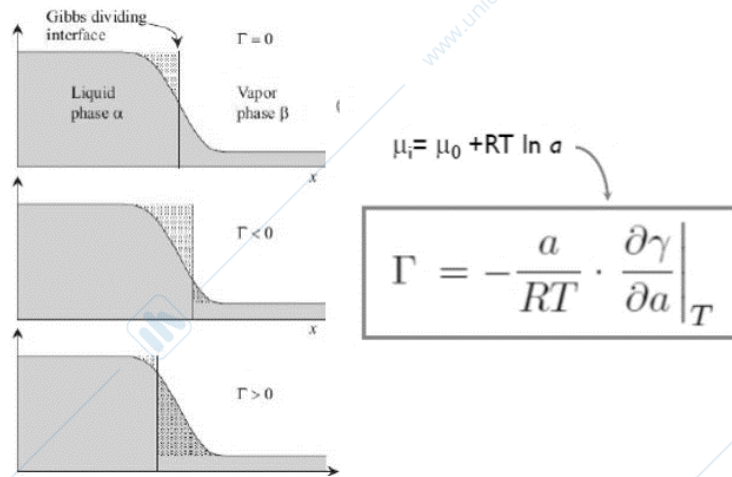 Gibbs dividing
interface
Γ = 0
Liquid
phase α
Vapor
phase β
x
Γ < 0
x
Γ > 0
μi= μ0 +RT ln a
Γ = − a/RT · ∂γ/∂a |T